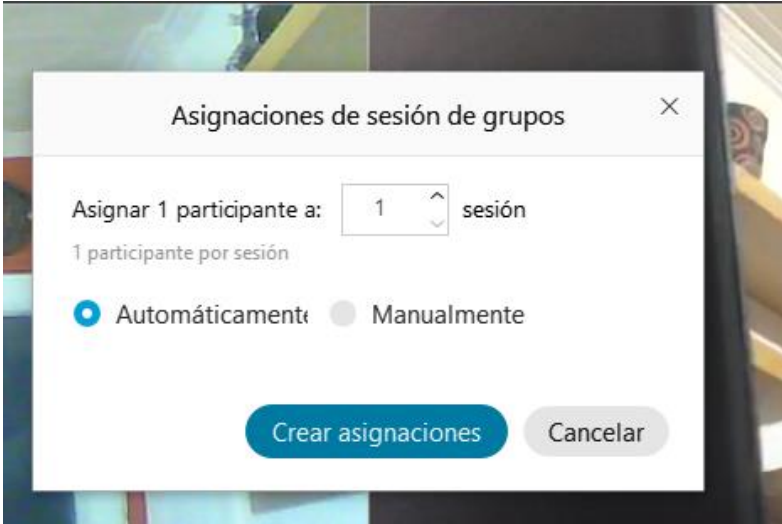 Asignaciones de sesión de grupos
Asignar 1 participante a: 1 sesión
1 participante por sesión
Automáticament Manualmente
Crear asignaciones Cancelar